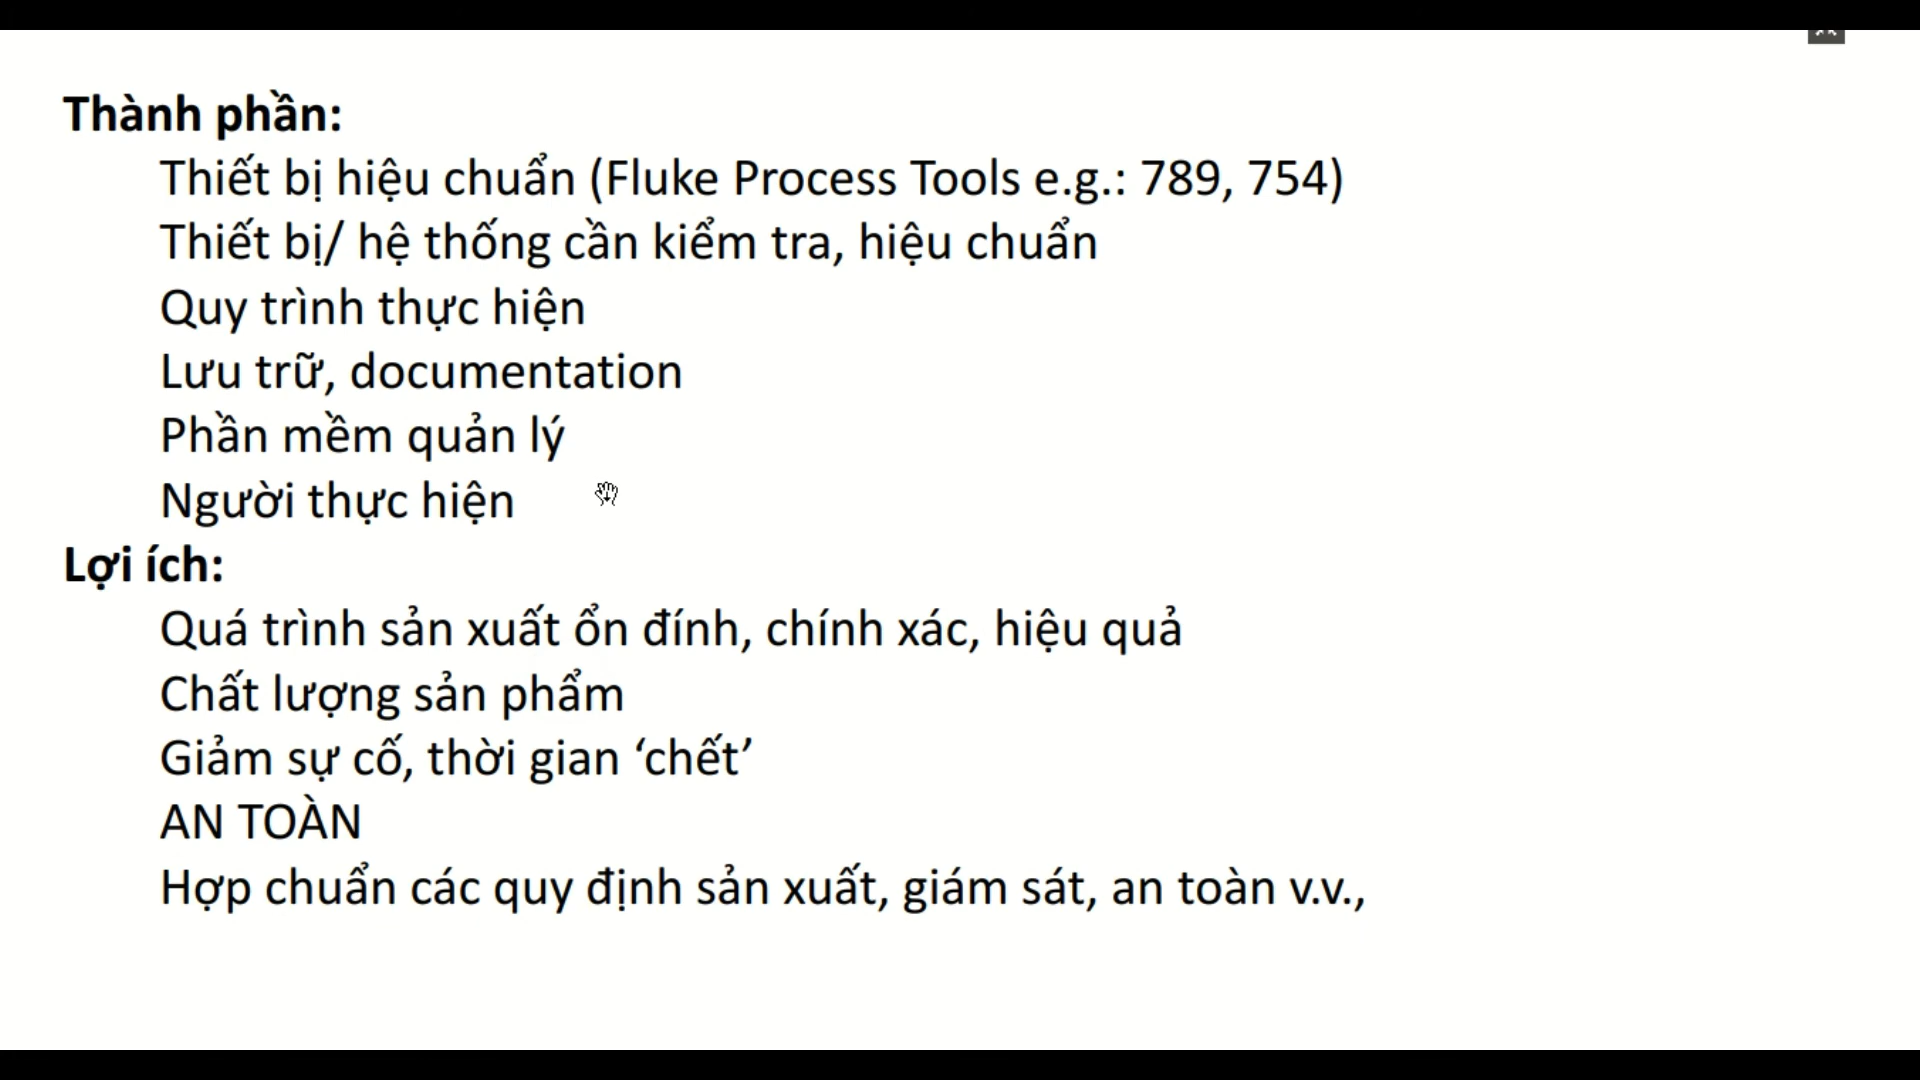 Thành phần:
Thiết bị hiệu chuẩn (Fluke Process Tools e.g.: 789, 754)
Thiết bị/ hệ thống cần kiểm tra, hiệu chuẩn
Quy trình thực hiện
Lưu trữ, documentation
Phần mềm quản lý
Người thực hiện
Lợi ích:
Quá trình sản xuất ổn đính, chính xác, hiệu quả
Chất lượng sản phẩm
Giảm sự cố, thời gian ‘chết’
AN TOÀN
Hợp chuẩn các quy định sản xuất, giám sát, an toàn v.v.,